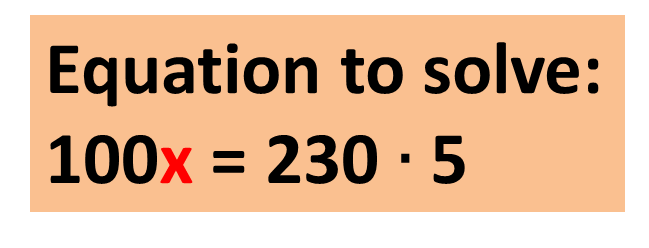 Equation to solve:
100x = 230 · 5